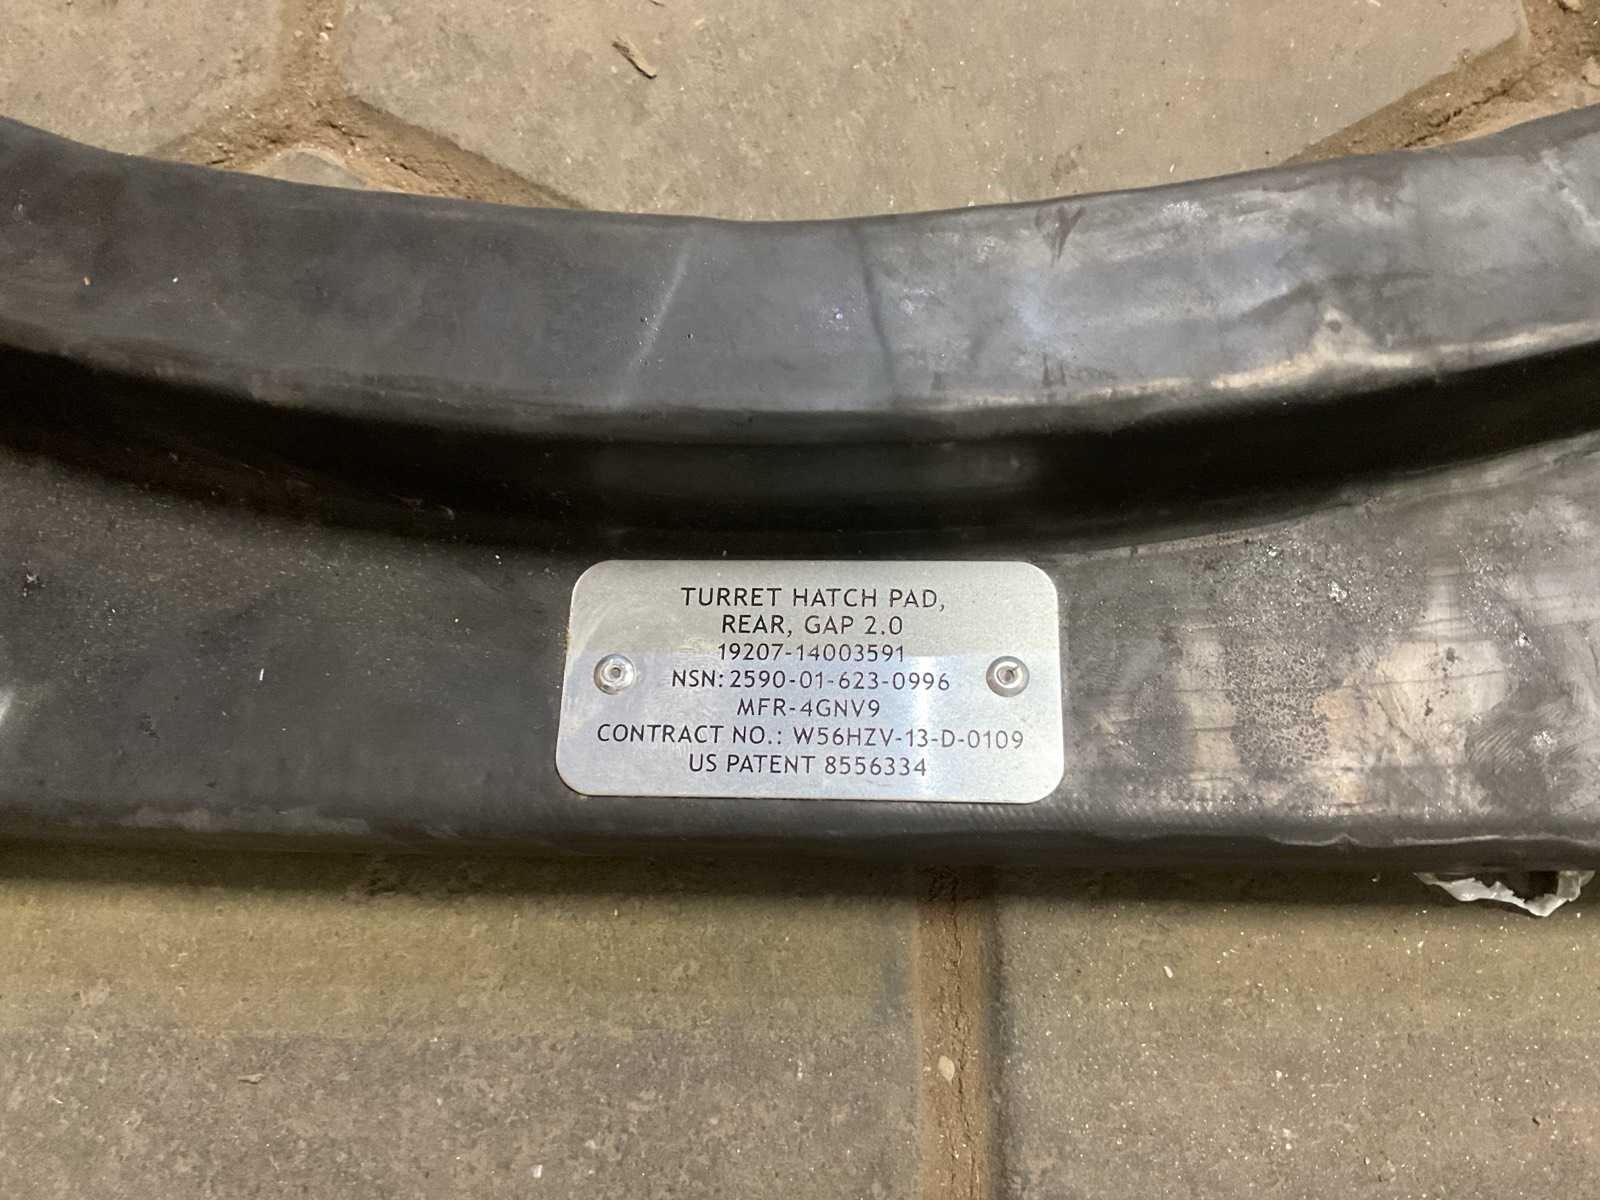 TURRET HATCH PAD,
REAR, GAP 2.0
19207-14003591
NSN: 2590-01-623-0996
MFR-4GNV9
CONTRACT NO.: W56HZV-13-D-0109
US PATENT 8556334